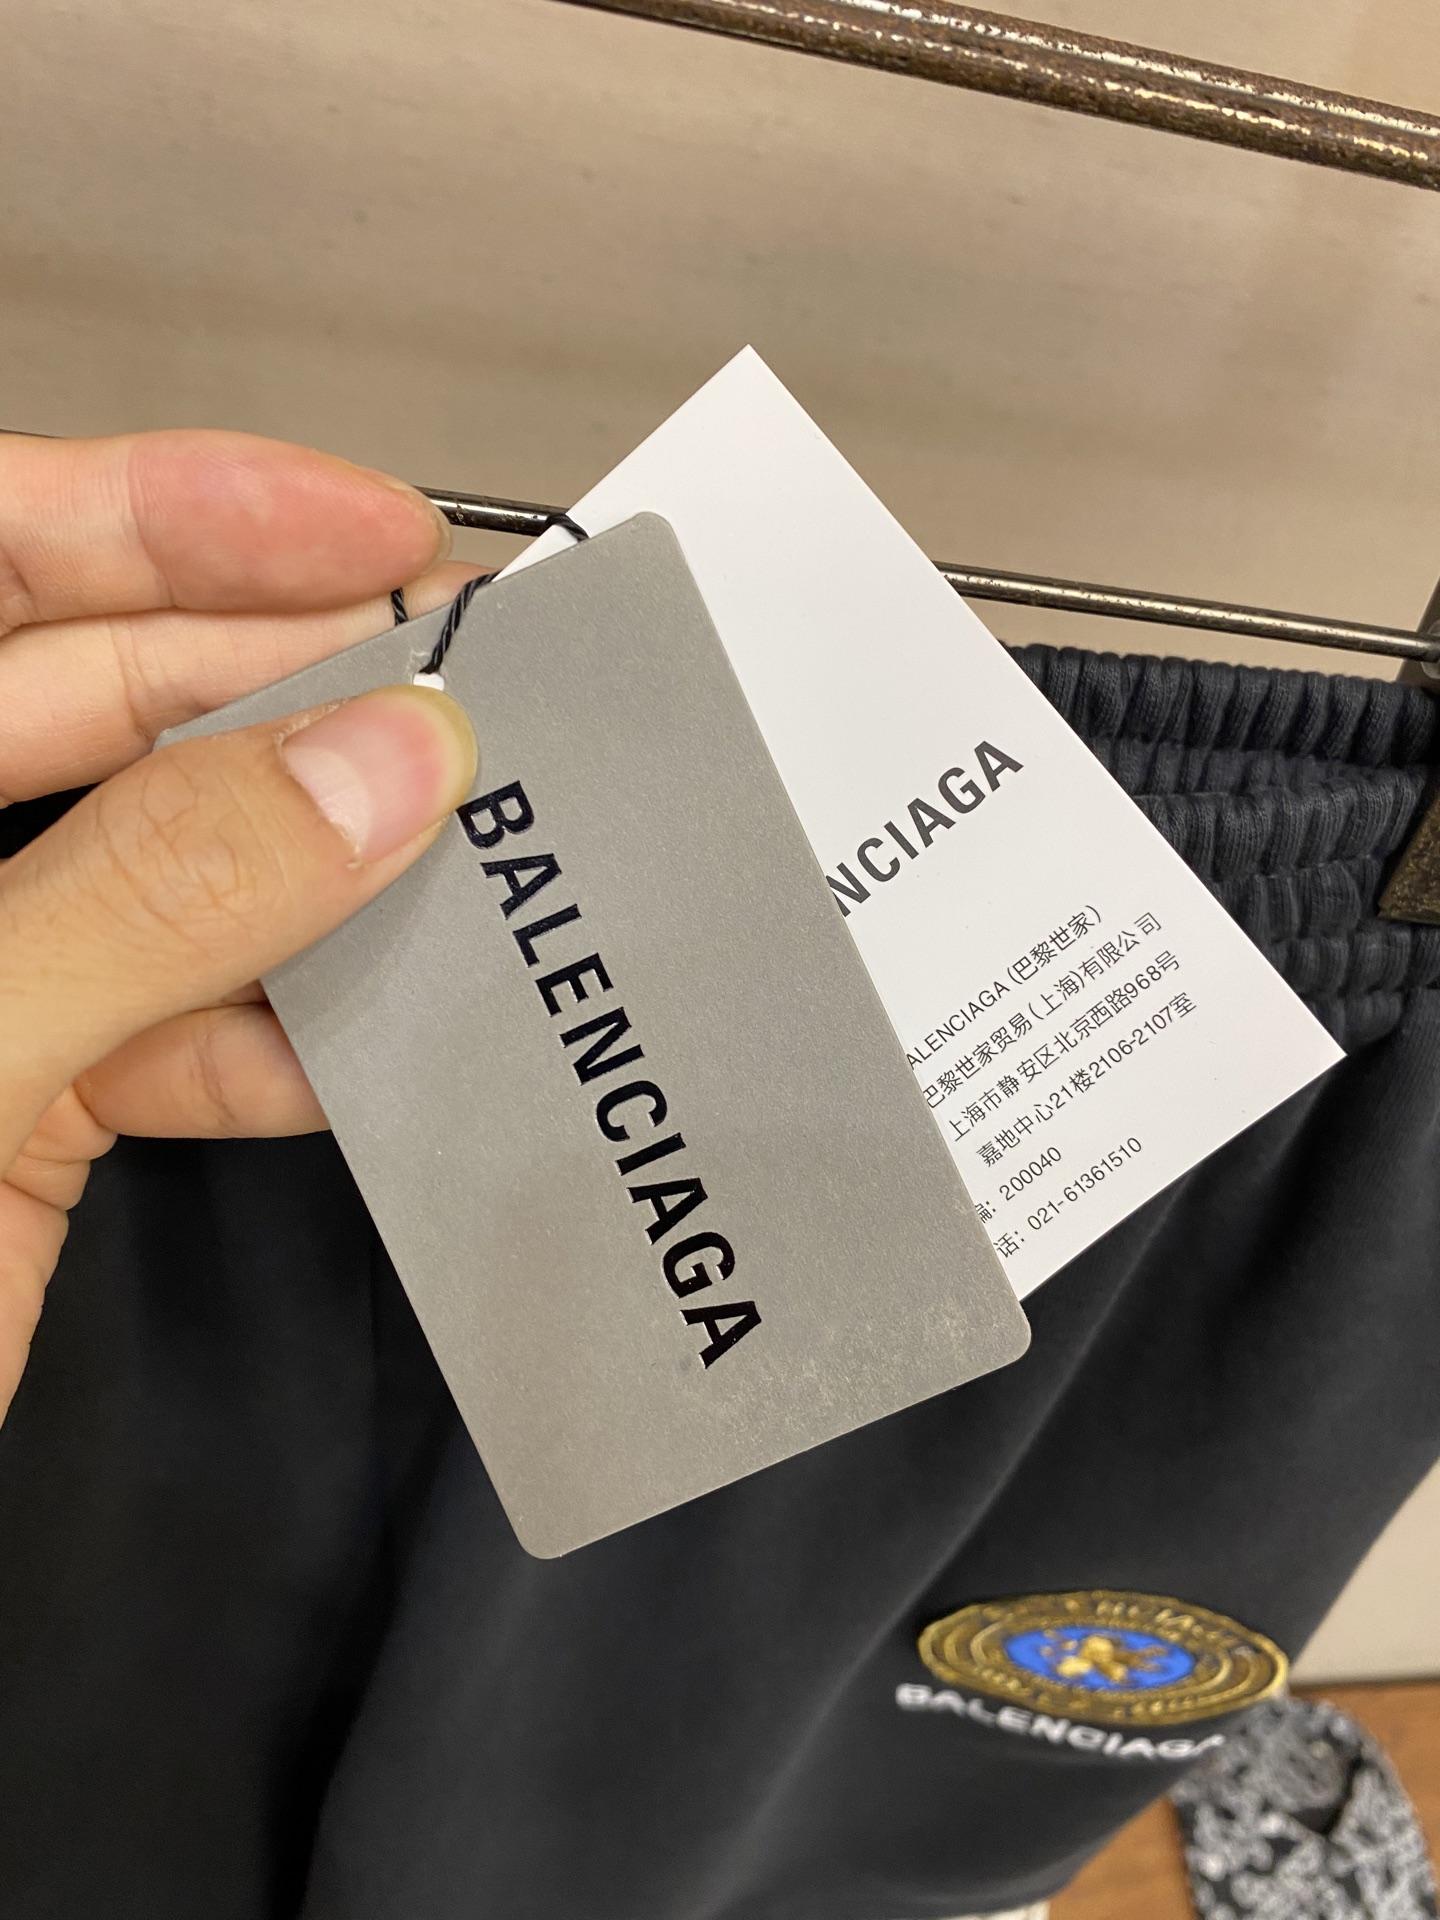 BALENCIAGA
NCIAGA
ALENCIAGA (巴黎世家)
巴黎世家贸易(上海)有限公司
上海市静安区北京西路968号
嘉地中心21楼2106-2107室
编: 200040
话: 021-61361510
BALENCIAGA